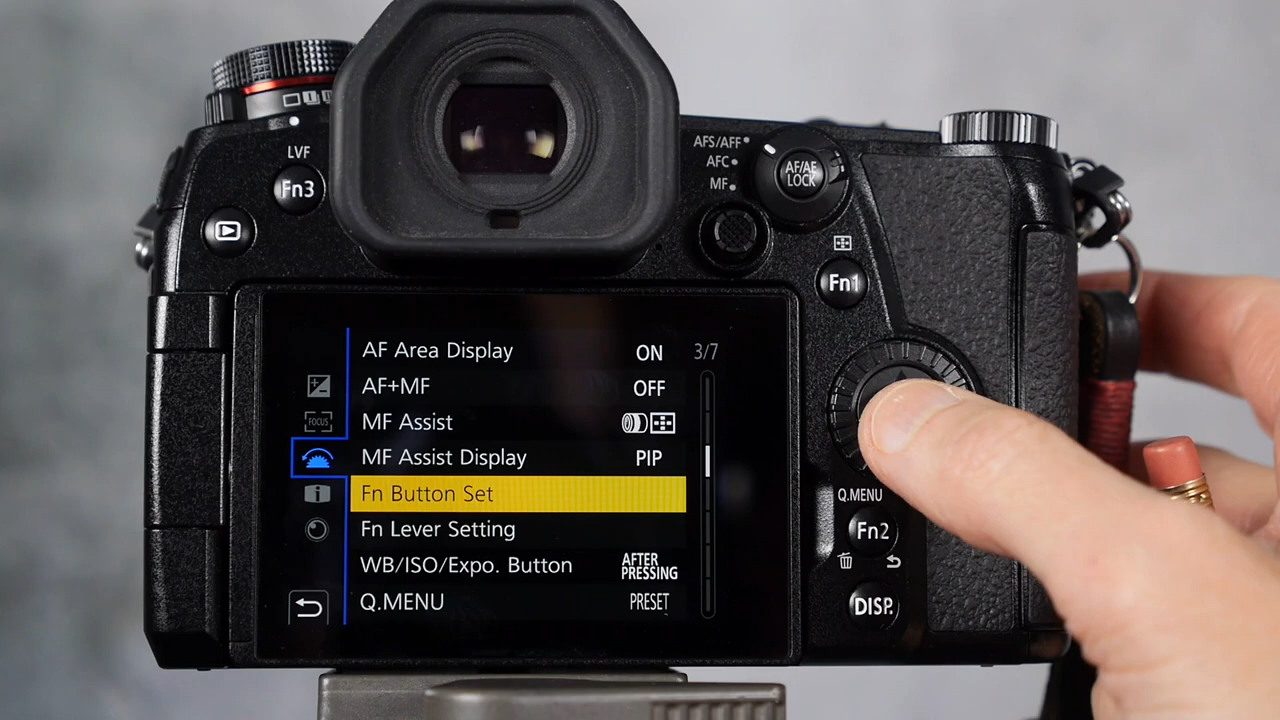 LVF
Fn3
AFS/AFF
AFC
MF
AF/AE
LOCK
Fn1
AF Area Display ON 3/7
AF+MF OFF
FOCUS
MF Assist
MF Assist Display PIP
Fn Button Set
Fn Lever Setting
WB/ISO/Expo. Button AFTER
PRESSING
Q.MENU PRESET
Q.MENU
Fn2
DISP.